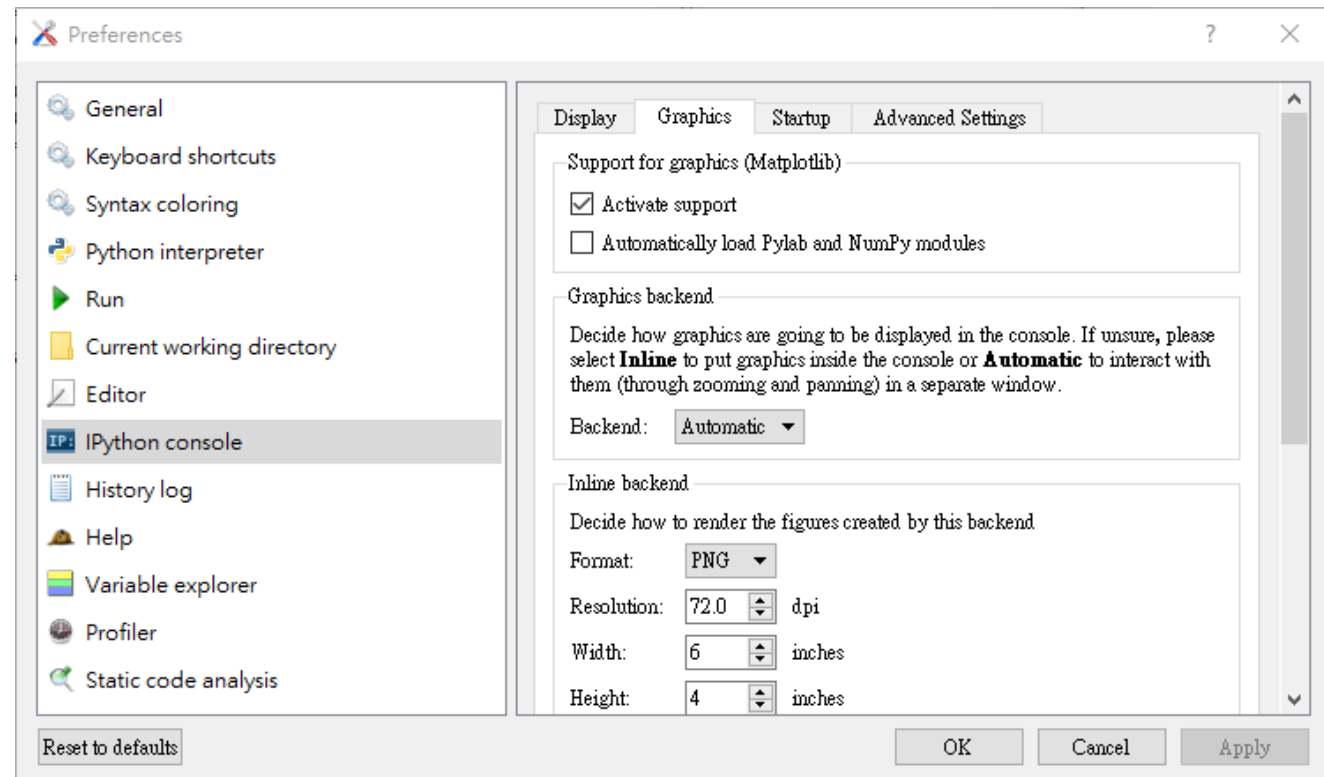 Preferences
?
General
Keyboard shortcuts
Syntax coloring
Python interpreter
Run
Current working directory
Editor
IP:
IPython console
History log
Help
Variable explorer
Profiler
Static code analysis
Display
Graphics
Startup
Advanced Settings
Support for graphics (Matplotlib)
Activate support
Automatically load Pylab and NumPy modules
Graphics backend
Decide how graphics are going to be displayed in the console. If unsure, please
select Inline to put graphics inside the console or Automatic to interact with
them (through zooming and panning) in a separate window.
Backend: Automatic
Inline backend
Decide how to render the figures created by this backend
Format: PNG
Resolution: 72.0 dpi
Width: 6 inches
Height: 4 inches
Reset to defaults
OK
Cancel
Apply